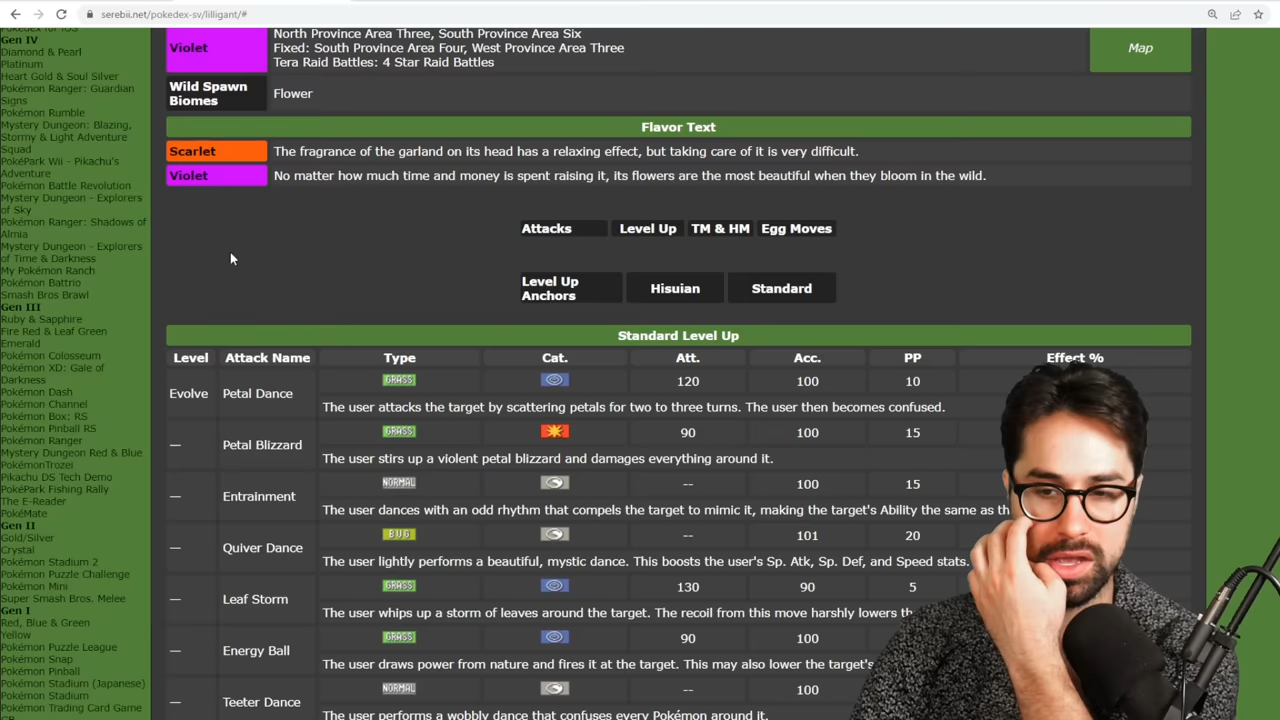 serebii.net/pokedex-sv/lilligant/#
Pokédex for iOS
Gen IV
Diamond & Pearl
Platinum
Heart Gold & Soul Silver
Pokémon Ranger: Guardian
Signs
Pokémon Rumble
Mystery Dungeon: Blazing,
Stormy & Light Adventure
Squad
PokéPark Wii - Pikachu's
Adventure
Pokémon Battle Revolution
Mystery Dungeon - Explorers
of Sky
Pokémon Ranger: Shadows of
Almia
Mystery Dungeon - Explorers
of Time & Darkness
My Pokémon Ranch
Pokémon Battrio
Smash Bros Brawl
Gen III
Ruby & Sapphire
Fire Red & Leaf Green
Emerald
Pokémon Colosseum
Pokémon XD: Gale of
Darkness
Pokémon Dash
Pokémon Channel
Pokémon Box: RS
Pokémon Pinball RS
Pokémon Ranger
Mystery Dungeon Red & Blue
PokémonTrozei
Pikachu DS Tech Demo
PokéPark Fishing Rally
The E-Reader
PokéMate
Gen II
Gold/Silver
Crystal
Pokémon Stadium 2
Pokémon Puzzle Challenge
Pokémon Mini
Super Smash Bros. Melee
Gen I
Red, Blue & Green
Yellow
Pokémon Puzzle League
Pokémon Snap
Pokémon Pinball
Pokémon Stadium (Japanese)
Pokémon Stadium
Pokémon Trading Card Game
GB
Violet
North Province Area Three, South Province Area Six
Fixed: South Province Area Four, West Province Area Three
Tera Raid Battles: 4 Star Raid Battles
Map
Wild Spawn
Biomes
Flower
Flavor Text
Scarlet The fragrance of the garland on its head has a relaxing effect, but taking care of it is very difficult.
Violet No matter how much time and money is spent raising it, its flowers are the most beautiful when they bloom in the wild.
Attacks Level Up TM & HM Egg Moves
Level Up
Anchors
Hisuian Standard
Standard Level Up
Level Attack Name Type Cat. Att. Acc. PP Effect %
Evolve Petal Dance GRASS 120 100 10
The user attacks the target by scattering petals for two to three turns. The user then becomes confused.
— Petal Blizzard GRASS 90 100 15
The user stirs up a violent petal blizzard and damages everything around it.
— Entrainment NORMAL -- 100 15
The user dances with an odd rhythm that compels the target to mimic it, making the target's Ability the same as th
— Quiver Dance BUG -- 101 20
The user lightly performs a beautiful, mystic dance. This boosts the user's Sp. Atk, Sp. Def, and Speed stats.
— Leaf Storm GRASS 130 90 5
The user whips up a storm of leaves around the target. The recoil from this move harshly lowers th
— Energy Ball GRASS 90 100
The user draws power from nature and fires it at the target. This may also lower the target's
— Teeter Dance NORMAL -- 100
The user performs a wobbly dance that confuses every Pokémon around it.